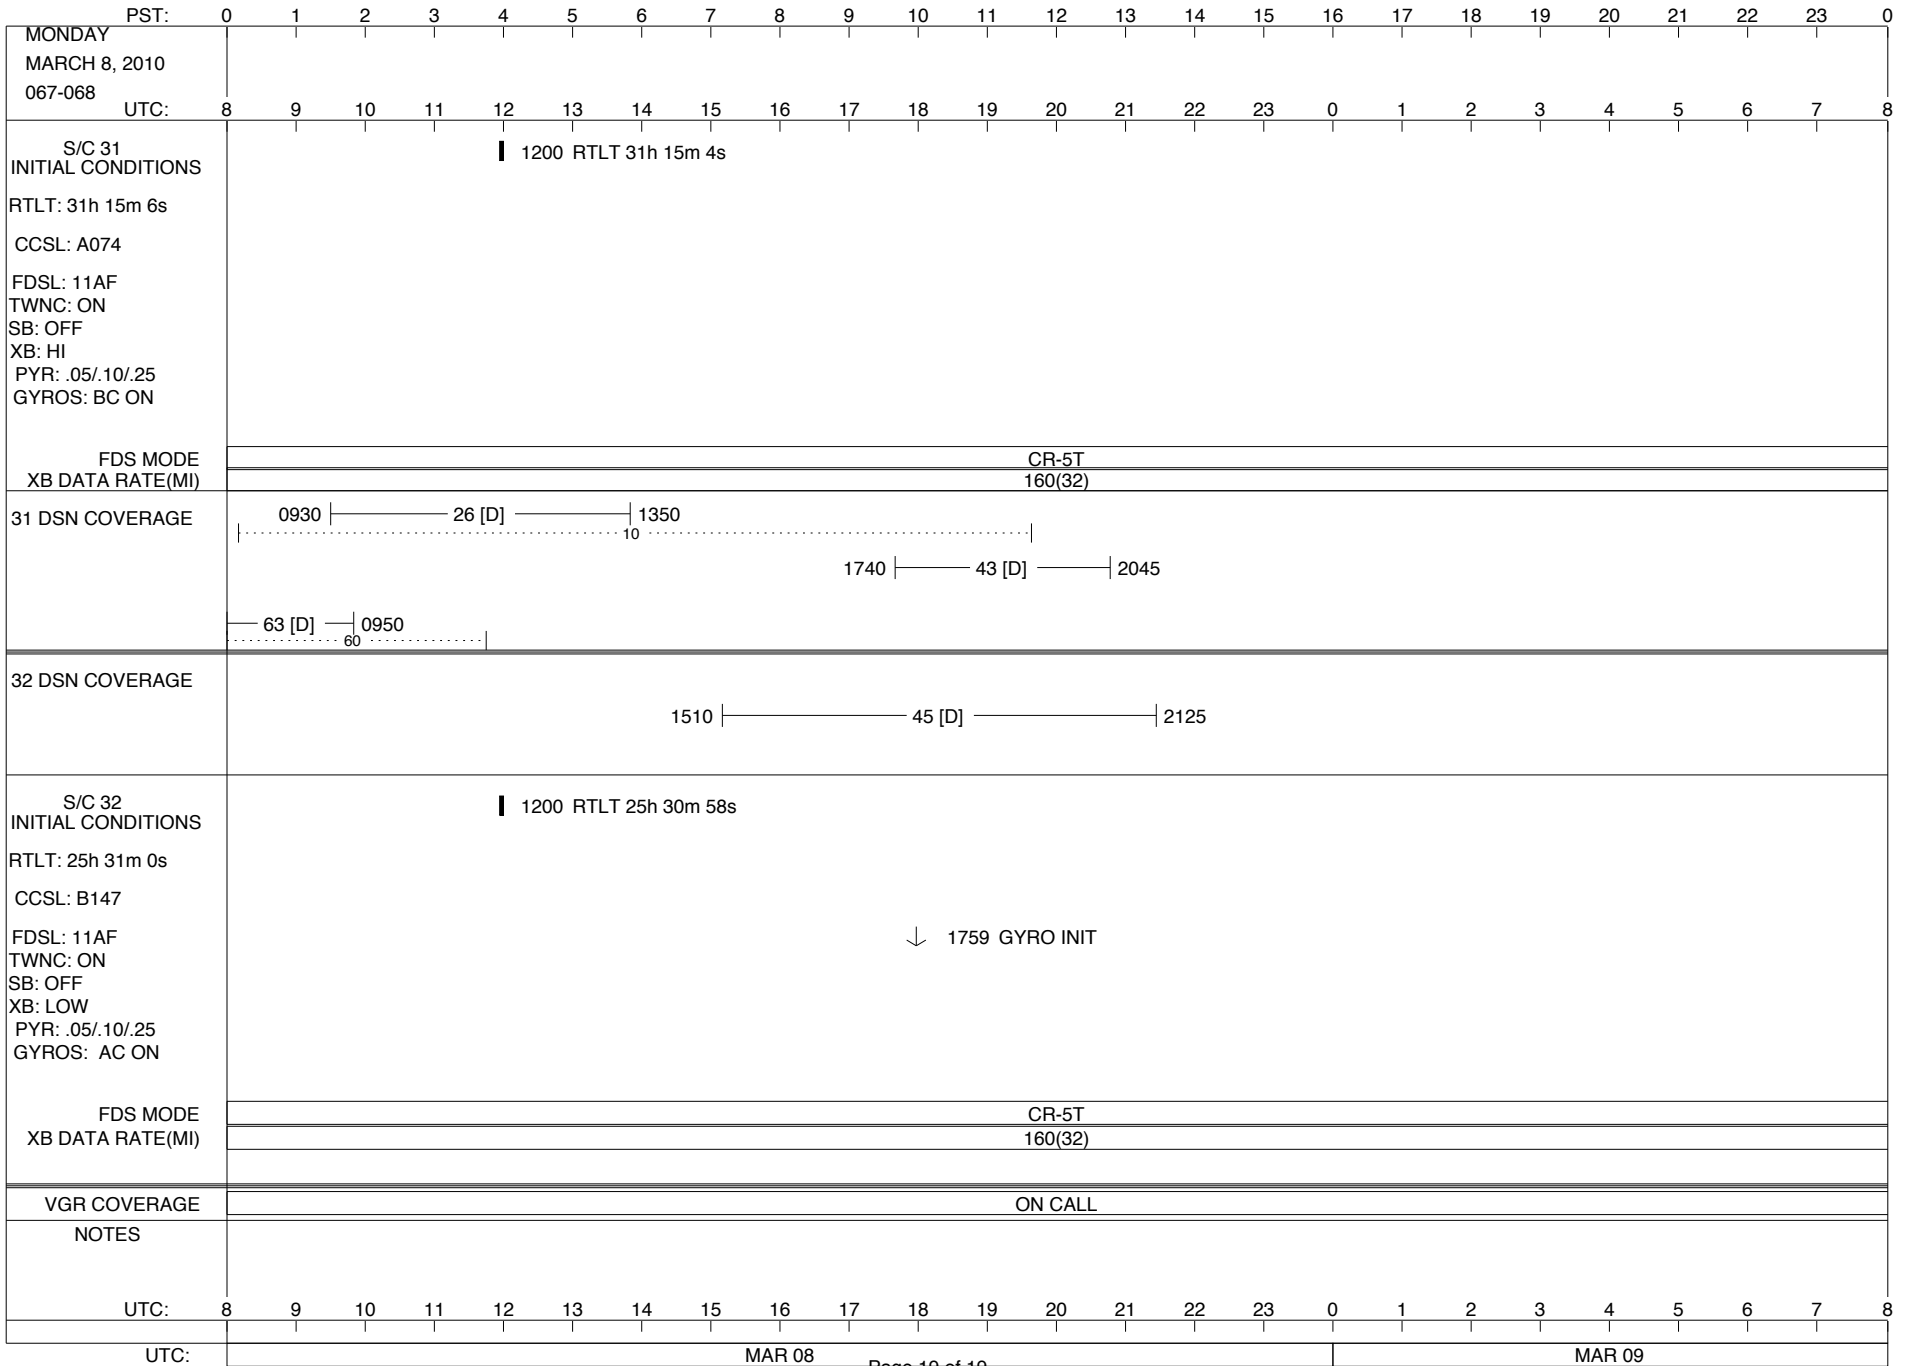 PST: 0 1 2 3 4 5 6 7 8 9 10 11 12 13 14 15 16 17 18 19 20 21 22 23 0
MONDAY
MARCH 8, 2010
067-068
UTC: 8 9 10 11 12 13 14 15 16 17 18 19 20 21 22 23 0 1 2 3 4 5 6 7 8
S/C 31
INITIAL CONDITIONS
1200 RTLT 31h 15m 4s
RTLT: 31h 15m 6s
CCSL: A074
FDSL: 11AF
TWNC: ON
SB: OFF
XB: HI
PYR: .05/.10/.25
GYROS: BC ON
FDS MODE CR-5T
XB DATA RATE(MI) 160(32)
31 DSN COVERAGE
0930 26 [D] 1350
10
1740 43 [D] 2045
63 [D] 0950
60
32 DSN COVERAGE
1510 45 [D] 2125
S/C 32
INITIAL CONDITIONS
1200 RTLT 25h 30m 58s
RTLT: 25h 31m 0s
CCSL: B147
FDSL: 11AF
1759 GYRO INIT
TWNC: ON
SB: OFF
XB: LOW
PYR: .05/.10/.25
GYROS: AC ON
FDS MODE CR-5T
XB DATA RATE(MI) 160(32)
VGR COVERAGE ON CALL
NOTES
UTC: 8 9 10 11 12 13 14 15 16 17 18 19 20 21 22 23 0 1 2 3 4 5 6 7 8
UTC: MAR 08 MAR 09
Page 19 of 19